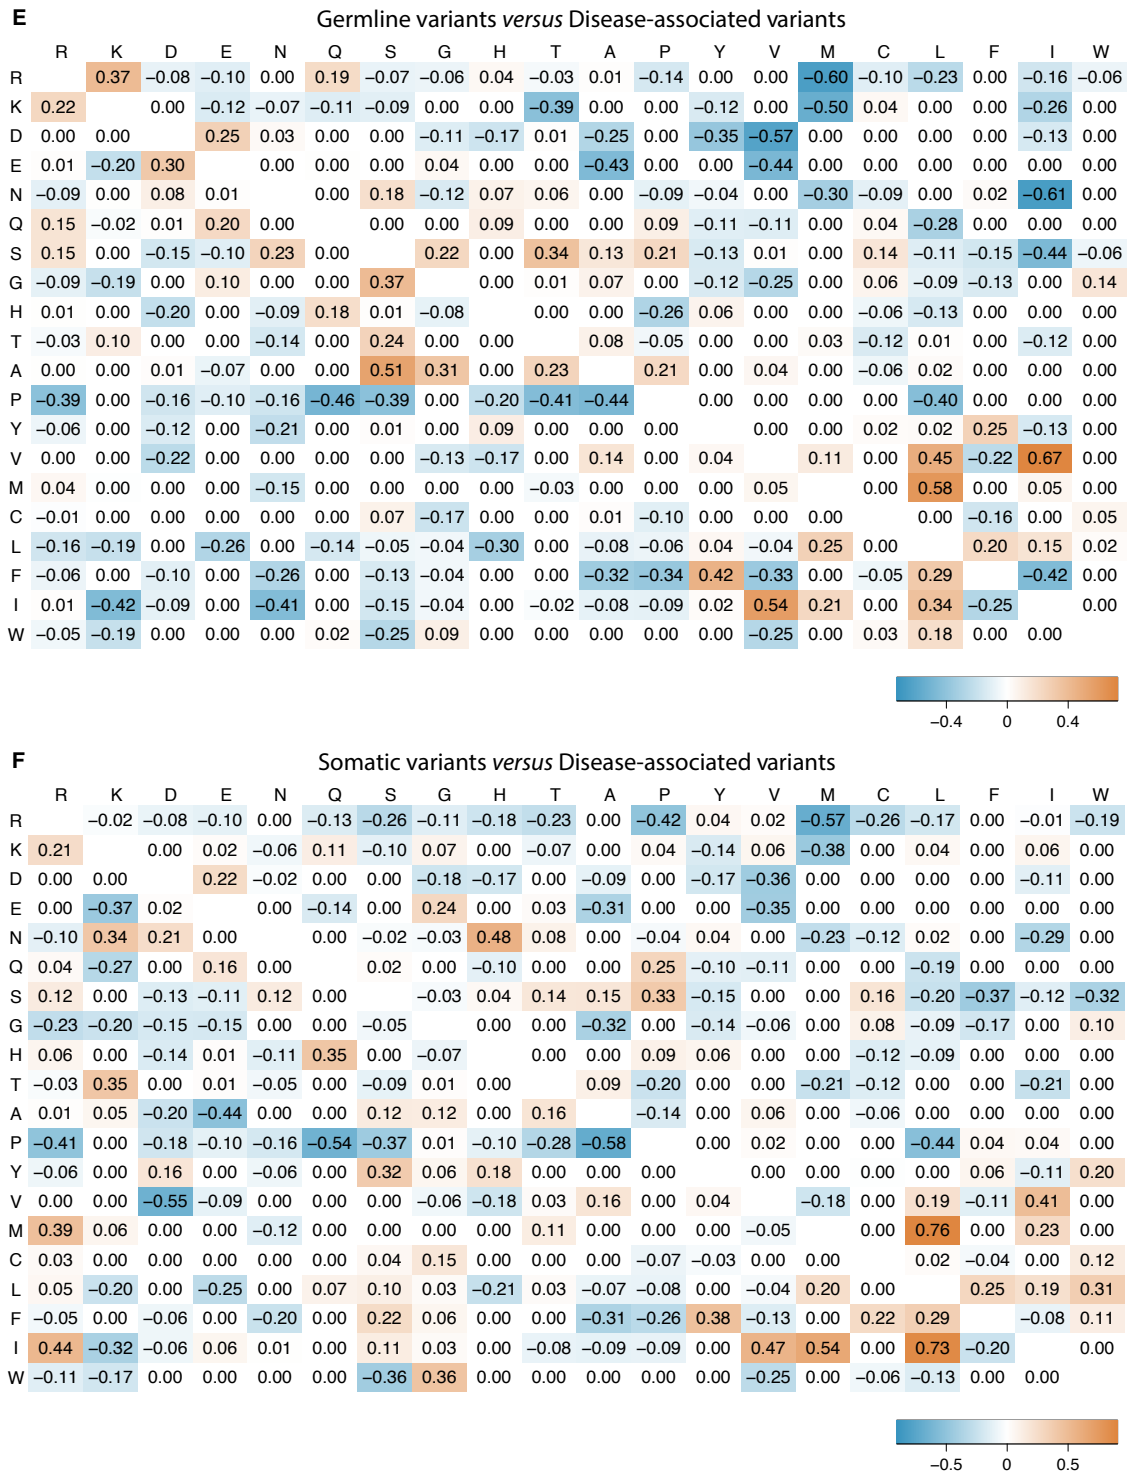 E Germline variants versus Disease-associated variants
R K D E N Q S G H T A P Y V M C L F I W
R 0.37 −0.08 −0.10 0.00 0.19 −0.07 −0.06 0.04 −0.03 0.01 −0.14 0.00 0.00 −0.60 −0.10 −0.23 0.00 −0.16 −0.06
K 0.22 0.00 −0.12 −0.07 −0.11 −0.09 0.00 0.00 −0.39 0.00 0.00 −0.12 0.00 −0.50 0.04 0.00 0.00 −0.26 0.00
D 0.00 0.00 0.25 0.03 0.00 0.00 −0.11 −0.17 0.01 −0.25 0.00 −0.35 −0.57 0.00 0.00 0.00 0.00 −0.13 0.00
E 0.01 −0.20 0.30 0.00 0.00 0.00 0.04 0.00 0.00 −0.43 0.00 0.00 −0.44 0.00 0.00 0.00 0.00 0.00 0.00
N −0.09 0.00 0.08 0.01 0.00 0.18 −0.12 0.07 0.06 0.00 −0.09 −0.04 0.00 −0.30 −0.09 0.00 0.02 −0.61 0.00
Q 0.15 −0.02 0.01 0.20 0.00 0.00 0.00 0.09 0.00 0.00 0.09 −0.11 −0.11 0.00 0.04 −0.28 0.00 0.00 0.00
S 0.15 0.00 −0.15 −0.10 0.23 0.00 0.22 0.00 0.34 0.13 0.21 −0.13 0.01 0.00 0.14 −0.11 −0.15 −0.44 −0.06
G −0.09 −0.19 0.00 0.10 0.00 0.00 0.37 0.00 0.01 0.07 0.00 −0.12 −0.25 0.00 0.06 −0.09 −0.13 0.00 0.14
H 0.01 0.00 −0.20 0.00 −0.09 0.18 0.01 −0.08 0.00 0.00 −0.26 0.06 0.00 0.00 −0.06 −0.13 0.00 0.00 0.00
T −0.03 0.10 0.00 0.00 −0.14 0.00 0.24 0.00 0.00 0.08 −0.05 0.00 0.00 0.03 −0.12 0.01 0.00 −0.12 0.00
A 0.00 0.00 0.01 −0.07 0.00 0.00 0.51 0.31 0.00 0.23 0.21 0.00 0.04 0.00 −0.06 0.02 0.00 0.00 0.00
P −0.39 0.00 −0.16 −0.10 −0.16 −0.46 −0.39 0.00 −0.20 −0.41 −0.44 0.00 0.00 0.00 0.00 −0.40 0.00 0.00 0.00
Y −0.06 0.00 −0.12 0.00 −0.21 0.00 0.01 0.00 0.09 0.00 0.00 0.00 0.00 0.00 0.02 0.02 0.25 −0.13 0.00
V 0.00 0.00 −0.22 0.00 0.00 0.00 0.00 −0.13 −0.17 0.00 0.14 0.00 0.04 0.11 0.00 0.45 −0.22 0.67 0.00
M 0.04 0.00 0.00 0.00 −0.15 0.00 0.00 0.00 0.00 −0.03 0.00 0.00 0.00 0.05 0.00 0.58 0.00 0.05 0.00
C −0.01 0.00 0.00 0.00 0.00 0.00 0.07 −0.17 0.00 0.00 0.01 −0.10 0.00 0.00 0.00 0.00 −0.16 0.00 0.05
L −0.16 −0.19 0.00 −0.26 0.00 −0.14 −0.05 −0.04 −0.30 0.00 −0.08 −0.06 0.04 −0.04 0.25 0.00 0.20 0.15 0.02
F −0.06 0.00 −0.10 0.00 −0.26 0.00 −0.13 −0.04 0.00 0.00 −0.32 −0.34 0.42 −0.33 0.00 −0.05 0.29 −0.42 0.00
I 0.01 −0.42 −0.09 0.00 −0.41 0.00 −0.15 −0.04 0.00 −0.02 −0.08 −0.09 0.02 0.54 0.21 0.00 0.34 −0.25 0.00
W −0.05 −0.19 0.00 0.00 0.00 0.02 −0.25 0.09 0.00 0.00 0.00 0.00 0.00 −0.25 0.00 0.03 0.18 0.00 0.00
−0.4 0 0.4
F Somatic variants versus Disease-associated variants
R K D E N Q S G H T A P Y V M C L F I W
R −0.02 −0.08 −0.10 0.00 −0.13 −0.26 −0.11 −0.18 −0.23 0.00 −0.42 0.04 0.02 −0.57 −0.26 −0.17 0.00 −0.01 −0.19
K 0.21 0.00 0.02 −0.06 0.11 −0.10 0.07 0.00 −0.07 0.00 0.04 −0.14 0.06 −0.38 0.00 0.04 0.00 0.06 0.00
D 0.00 0.00 0.22 −0.02 0.00 0.00 −0.18 −0.17 0.00 −0.09 0.00 −0.17 −0.36 0.00 0.00 0.00 0.00 −0.11 0.00
E 0.00 −0.37 0.02 0.00 −0.14 0.00 0.24 0.00 0.03 −0.31 0.00 0.00 −0.35 0.00 0.00 0.00 0.00 0.00 0.00
N −0.10 0.34 0.21 0.00 0.00 −0.02 −0.03 0.48 0.08 0.00 −0.04 0.04 0.00 −0.23 −0.12 0.02 0.00 −0.29 0.00
Q 0.04 −0.27 0.00 0.16 0.00 0.02 0.00 −0.10 0.00 0.00 0.25 −0.10 −0.11 0.00 0.00 −0.19 0.00 0.00 0.00
S 0.12 0.00 −0.13 −0.11 0.12 0.00 −0.03 0.04 0.14 0.15 0.33 −0.15 0.00 0.00 0.16 −0.20 −0.37 −0.12 −0.32
G −0.23 −0.20 −0.15 −0.15 0.00 0.00 −0.05 0.00 0.00 −0.32 0.00 −0.14 −0.06 0.00 0.08 −0.09 −0.17 0.00 0.10
H 0.06 0.00 −0.14 0.01 −0.11 0.35 0.00 −0.07 0.00 0.00 0.09 0.06 0.00 0.00 −0.12 −0.09 0.00 0.00 0.00
T −0.03 0.35 0.00 0.01 −0.05 0.00 −0.09 0.01 0.00 0.09 −0.20 0.00 0.00 −0.21 −0.12 0.00 0.00 −0.21 0.00
A 0.01 0.05 −0.20 −0.44 0.00 0.00 0.12 0.12 0.00 0.16 −0.14 0.00 0.06 0.00 −0.06 0.00 0.00 0.00 0.00
P −0.41 0.00 −0.18 −0.10 −0.16 −0.54 −0.37 0.01 −0.10 −0.28 −0.58 0.00 0.02 0.00 0.00 −0.44 0.04 0.04 0.00
Y −0.06 0.00 0.16 0.00 −0.06 0.00 0.32 0.06 0.18 0.00 0.00 0.00 0.00 0.00 0.00 0.00 0.06 −0.11 0.20
V 0.00 0.00 −0.55 −0.09 0.00 0.00 0.00 −0.06 −0.18 0.03 0.16 0.00 0.04 −0.18 0.00 0.19 −0.11 0.41 0.00
M 0.39 0.06 0.00 0.00 −0.12 0.00 0.00 0.00 0.00 0.11 0.00 0.00 0.00 −0.05 0.00 0.76 0.00 0.23 0.00
C 0.03 0.00 0.00 0.00 0.00 0.00 0.04 0.15 0.00 0.00 0.00 −0.07 −0.03 0.00 0.00 0.02 −0.04 0.00 0.12
L 0.05 −0.20 0.00 −0.25 0.00 0.07 0.10 0.03 −0.21 0.03 −0.07 −0.08 0.00 −0.04 0.20 0.00 0.25 0.19 0.31
F −0.05 0.00 −0.06 0.00 −0.20 0.00 0.22 0.06 0.00 0.00 −0.31 −0.26 0.38 −0.13 0.00 0.22 0.29 −0.08 0.11
I 0.44 −0.32 −0.06 0.06 0.01 0.00 0.11 0.03 0.00 −0.08 −0.09 −0.09 0.00 0.47 0.54 0.00 0.73 −0.20 0.00
W −0.11 −0.17 0.00 0.00 0.00 0.00 −0.36 0.36 0.00 0.00 0.00 0.00 0.00 −0.25 0.00 −0.06 −0.13 0.00 0.00
−0.5 0 0.5